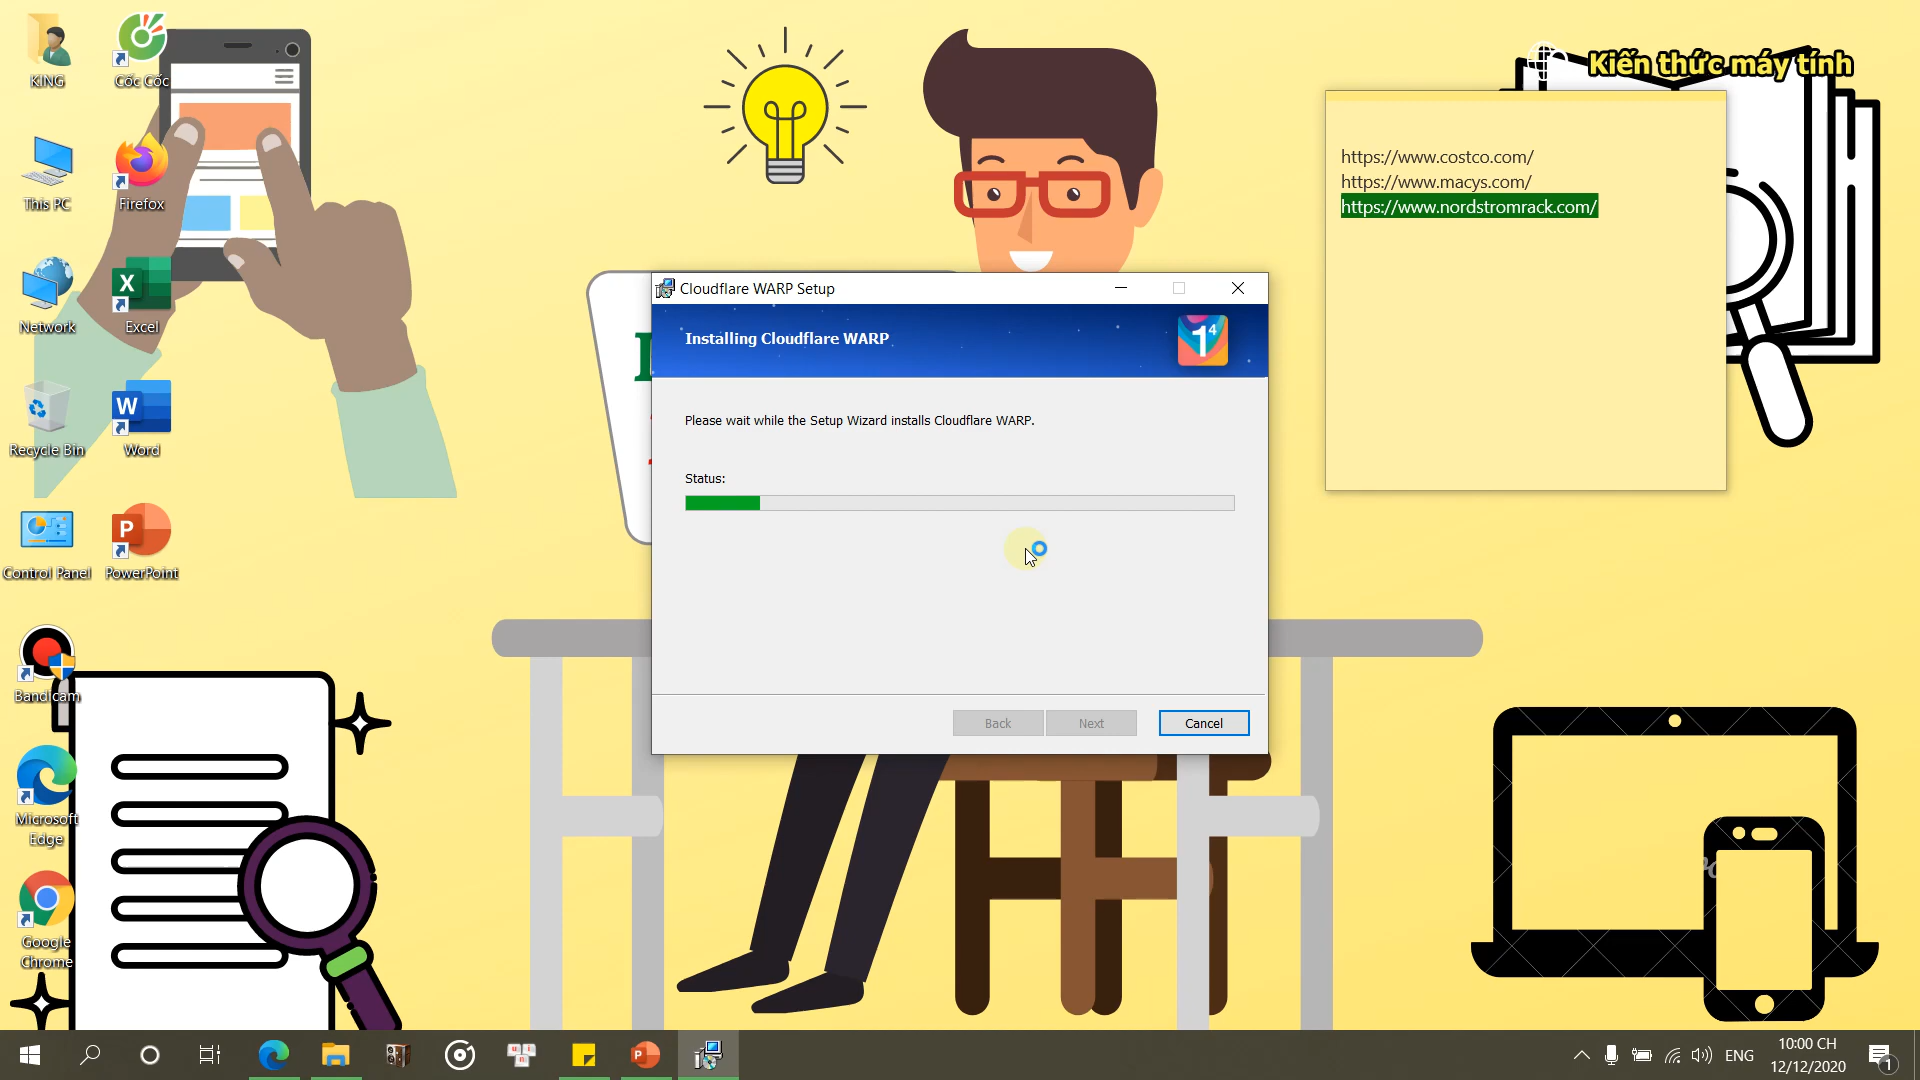 KING
Cốc Cốc
This PC
Firefox
Network
Excel
Recycle Bin
Word
Control Panel
PowerPoint
Bandicam
Microsoft
Edge
Google
Chrome
Kiến thức máy tính
https://www.costco.com/
https://www.macys.com/
https://www.nordstromrack.com/
Cloudflare WARP Setup
Installing Cloudflare WARP
1⁴
Please wait while the Setup Wizard installs Cloudflare WARP.
Status:
Back
Next
Cancel
ENG
10:00 CH
12/12/2020
1